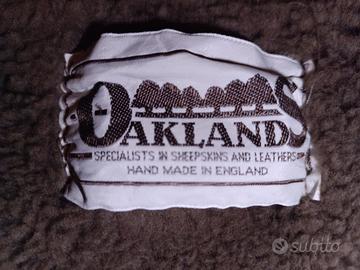 OAKLANDS
SPECIALISTS IN SHEEPSKINS AND LEATHERS
HAND MADE IN ENGLAND
subito